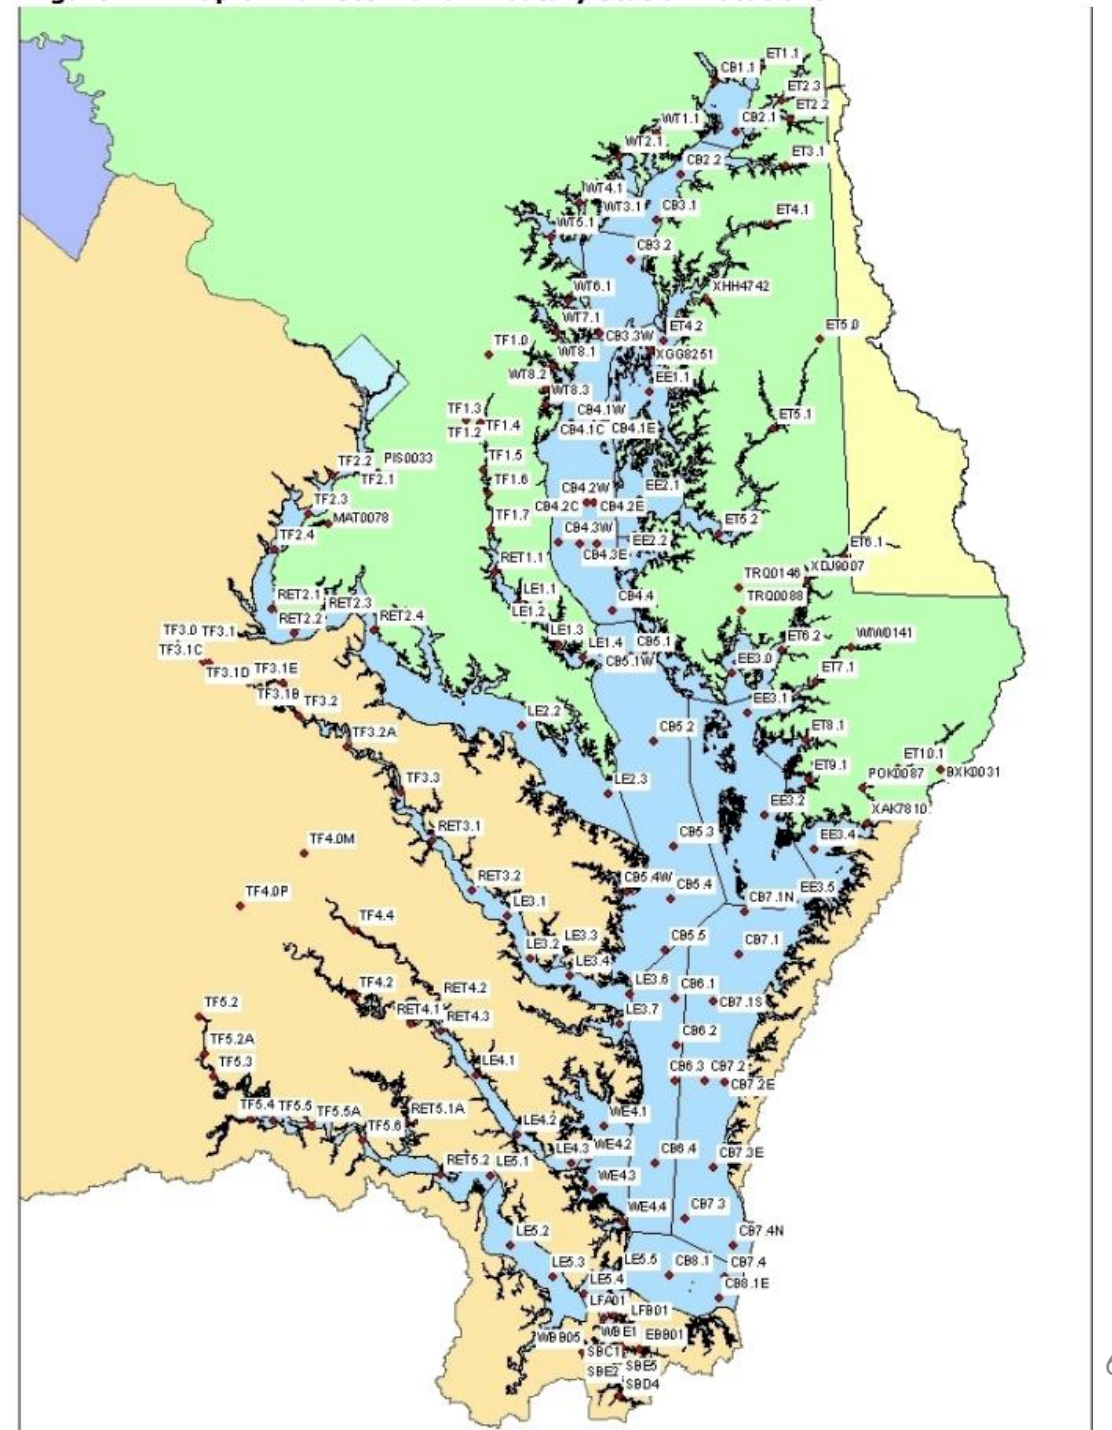 CB1.1
ET1.1
ET2.3
ET2.2
CB2.1
WT1.1
WT2.1
CB2.2
ET3.1
WT4.1
WT3.1
CB3.1
ET4.1
WT5.1
CB3.2
WT6.1
XHH4742
WT7.1
CB3.3W
ET4.2
ET5.0
TF1.0
WT8.1
XGG8251
WT8.2
EE1.1
WT8.3
TF1.3
CB4.1W
ET5.1
TF1.2
TF1.4
CB4.1C
CB4.1E
TF1.5
TF2.2
PIS0033
TF2.1
TF1.6
CB4.2W
EE2.1
TF2.3
CB4.2C
CB4.2E
MAT0078
TF1.7
ET5.2
TF2.4
CB4.3W
EE2.2
ET6.1
RET1.1
CB4.3E
XDJ9007
TRQ0146
LE1.1
RET2.1
RET2.3
LE1.2
TRQ0088
RET2.2
RET2.4
CB4.4
TF3.0
TF3.1
LE1.3
LE1.4
CB5.1
ET6.2
WIW0141
TF3.1C
CB5.1W
EE3.0
TF3.1D
TF3.1E
ET7.1
TF3.1B
TF3.2
EE3.1
LE2.2
TF3.2A
CB5.2
ET8.1
ET10.1
TF3.3
LE2.3
ET9.1
POK0087
BXK0031
EE3.2
XAK7810
RET3.1
CB5.3
EE3.4
TF4.0M
RET3.2
CB5.4W
CB5.4
EE3.5
TF4.0P
LE3.1
CB7.1N
TF4.4
LE3.2
LE3.3
CB5.5
CB7.1
LE3.4
TF4.2
RET4.2
LE3.6
CB6.1
CB7.1S
TF5.2
RET4.1
RET4.3
LE3.7
CB6.2
TF5.2A
TF5.3
LE4.1
CB6.3
CB7.2
CB7.2E
TF5.4
TF5.5
TF5.5A
RET5.1A
WE4.1
TF5.6
LE4.2
WE4.2
RET5.2
LE5.1
LE4.3
CB6.4
CB7.3E
WE4.3
WE4.4
CB7.3
LE5.2
CB7.4N
LE5.3
LE5.5
CB8.1
CB7.4
LE5.4
CB8.1E
LFA01
LFB01
WBB05
WBE1
EBB01
SBC1
SBE5
SBE2
SBD4